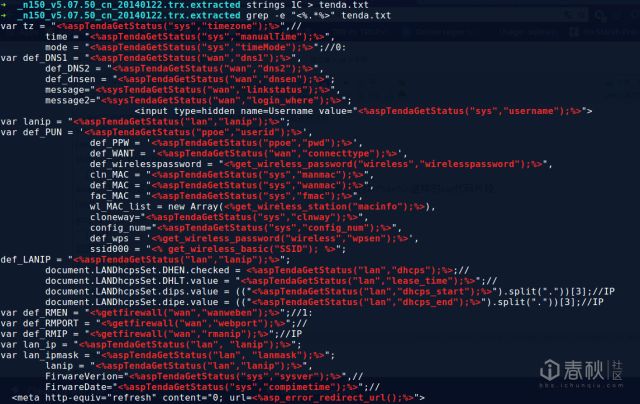 →  _n150_v5.07.50_cn_20140122.trx.extracted strings 1C > tenda.txt
→  _n150_v5.07.50_cn_20140122.trx.extracted grep -e "<%.*%>" tenda.txt
var tz = "<%aspTendaGetStatus("sys","timezone");%>",//
time = "<%aspTendaGetStatus("sys","manualTime");%>",
mode = "<%aspTendaGetStatus("sys","timeMode");%>";//0:
var def_DNS1 = "<%aspTendaGetStatus("wan","dns1");%>",
def_DNS2 = "<%aspTendaGetStatus("wan","dns2");%>",
def_dnsen = "<%aspTendaGetStatus("wan","dnsen");%>",
message="<%sysTendaGetStatus("wan","linkstatus");%>",
message2="<%sysTendaGetStatus("wan","login_where");%>";
<input type=hidden name=Username value="<%aspTendaGetStatus("sys","username");%>">
var lanip = "<%aspTendaGetStatus("lan","lanip");%>";
var def_PUN = '<%aspTendaGetStatus("ppoe","userid");%>',
def_PPW = '<%aspTendaGetStatus("ppoe","pwd");%>',
def_WANT = '<%aspTendaGetStatus("wan","connecttype");%>',
def_wirelesspassword = "<%get_wireless_password("wireless","wirelesspassword");%>",
cln_MAC = "<%aspTendaGetStatus("sys","manmac");%>",
def_MAC = "<%aspTendaGetStatus("sys","wanmac");%>",
fac_MAC = "<%aspTendaGetStatus("sys","fmac");%>",
wl_MAC_list = new Array(<%get_wireless_station("macinfo");%>),
cloneway="<%aspTendaGetStatus("sys","clnway");%>",
config_num="<%aspTendaGetStatus("sys","config_num");%>",
def_wps = '<%get_wireless_password("wireless","wpsen");%>',
ssid000 = "<% get_wireless_basic("SSID"); %>";
def_LANIP = "<%aspTendaGetStatus("lan","lanip");%>";
document.LANDhcpsSet.DHEN.checked = <%aspTendaGetStatus("lan","dhcps");%>;//
document.LANDhcpsSet.DHLT.value = "<%aspTendaGetStatus("lan","lease_time");%>";//
document.LANDhcpsSet.dips.value = (("<%aspTendaGetStatus("lan","dhcps_start");%>").split("."))[3];//IP
document.LANDhcpsSet.dipe.value = (("<%aspTendaGetStatus("lan","dhcps_end");%>").split("."))[3];//IP
var def_RMEN = "<%getfirewall("wan","wanweben");%>";//1:
var def_RMPORT = "<%getfirewall("wan","webport");%>";//
var def_RMIP = "<%getfirewall("wan","rmanip");%>";//IP
var lan_ip = "<%aspTendaGetStatus("lan", "lanip");%>";
var lan_ipmask = "<%aspTendaGetStatus("lan", "lanmask");%>";
lanip = "<%aspTendaGetStatus("lan","lanip");%>",
FirwareVerion="<%aspTendaGetStatus("sys","sysver");%>",//
FirwareDate="<%aspTendaGetStatus("sys","compimetime");%>",//
<meta http-equiv="refresh" content="0; url=<%asp_error_redirect_url();%>">
春秋 社区
bbs.ichunqiu.com